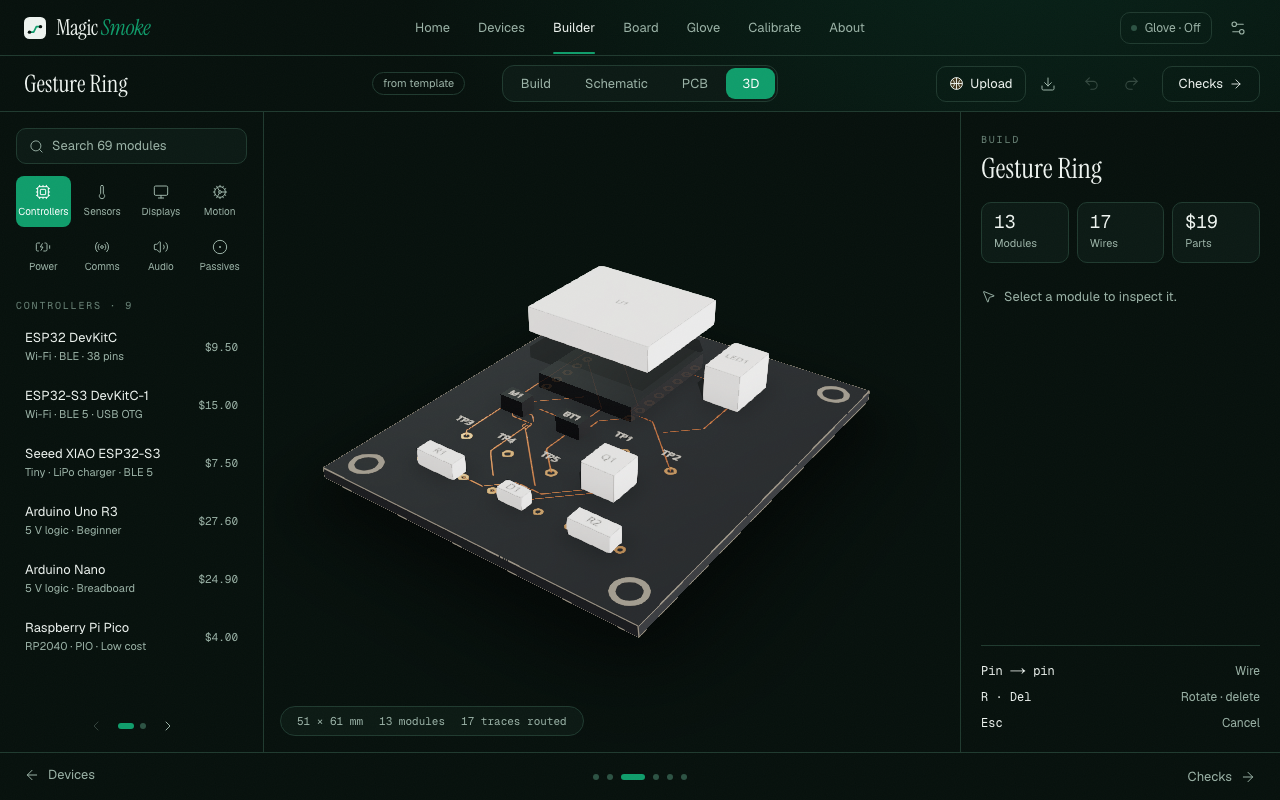 Magic Smoke
Home
Devices
Builder
Board
Glove
Calibrate
About
Glove · Off
Gesture Ring
from template
Build
Schematic
PCB
3D
Upload
Checks →
Search 69 modules
Controllers
Sensors
Displays
Motion
Power
Comms
Audio
Passives
CONTROLLERS · 9
ESP32 DevKitC
Wi-Fi · BLE · 38 pins
$9.50
ESP32-S3 DevKitC-1
Wi-Fi · BLE 5 · USB OTG
$15.00
Seeed XIAO ESP32-S3
Tiny · LiPo charger · BLE 5
$7.50
Arduino Uno R3
5 V logic · Beginner
$27.60
Arduino Nano
5 V logic · Breadboard
$24.90
Raspberry Pi Pico
RP2040 · PIO · Low cost
$4.00
LED1
M1
TP3
TP4
TP5
TP1
TP2
R1
Q1
D1
R2
51 × 61 mm 13 modules 17 traces routed
BUILD
Gesture Ring
13
Modules
17
Wires
$19
Parts
Select a module to inspect it.
Pin → pin
Wire
R · Del
Rotate · delete
Esc
Cancel
← Devices
Checks →